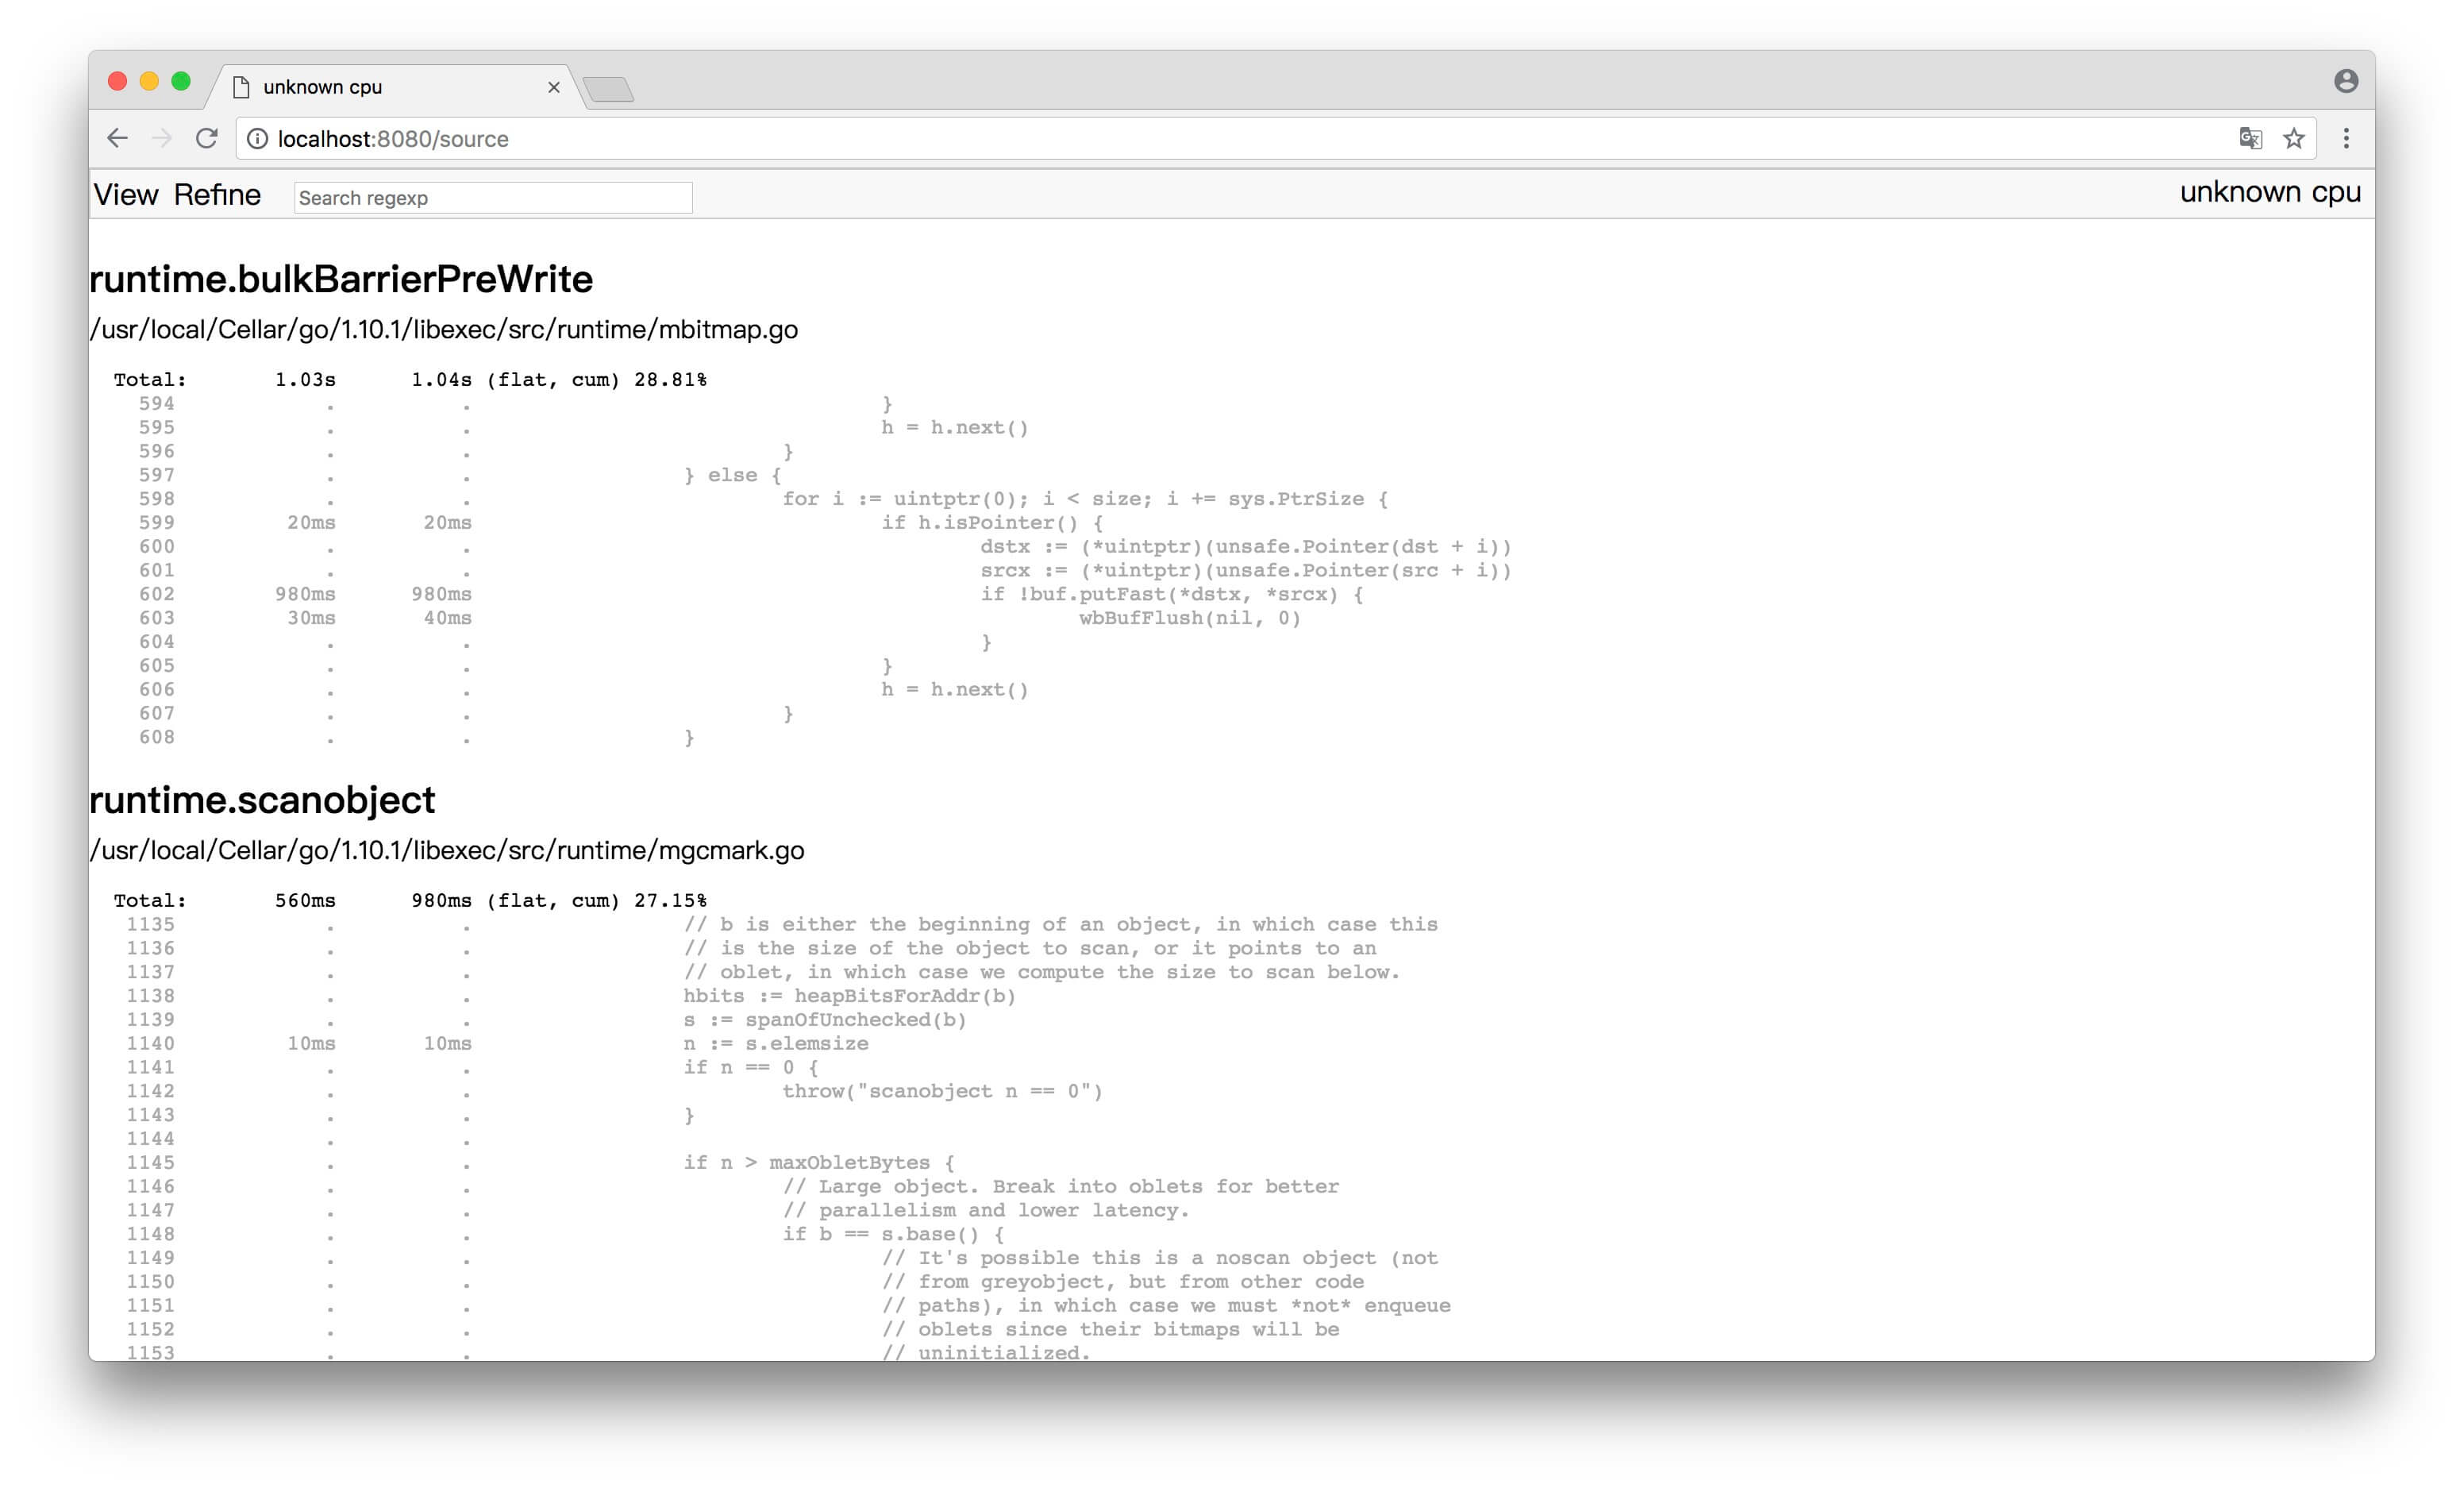 unknown cpu
localhost:8080/source
View Refine Search regexp unknown cpu
runtime.bulkBarrierPreWrite
/usr/local/Cellar/go/1.10.1/libexec/src/runtime/mbitmap.go
Total: 1.03s 1.04s (flat, cum) 28.81%
594 . . }
595 . . h = h.next()
596 . . }
597 . . } else {
598 . . for i := uintptr(0); i < size; i += sys.PtrSize {
599 20ms 20ms if h.isPointer() {
600 . . dstx := (*uintptr)(unsafe.Pointer(dst + i))
601 . . srcx := (*uintptr)(unsafe.Pointer(src + i))
602 980ms 980ms if !buf.putFast(*dstx, *srcx) {
603 30ms 40ms wbBufFlush(nil, 0)
604 . . }
605 . . }
606 . . h = h.next()
607 . . }
608 . . }
runtime.scanobject
/usr/local/Cellar/go/1.10.1/libexec/src/runtime/mgcmark.go
Total: 560ms 980ms (flat, cum) 27.15%
1135 . . // b is either the beginning of an object, in which case this
1136 . . // is the size of the object to scan, or it points to an
1137 . . // oblet, in which case we compute the size to scan below.
1138 . . hbits := heapBitsForAddr(b)
1139 . . s := spanOfUnchecked(b)
1140 10ms 10ms n := s.elemsize
1141 . . if n == 0 {
1142 . . throw("scanobject n == 0")
1143 . . }
1144 . .
1145 . . if n > maxObletBytes {
1146 . . // Large object. Break into oblets for better
1147 . . // parallelism and lower latency.
1148 . . if b == s.base() {
1149 . . // It's possible this is a noscan object (not
1150 . . // from greyobject, but from other code
1151 . . // paths), in which case we must *not* enqueue
1152 . . // oblets since their bitmaps will be
1153 . . // uninitialized.